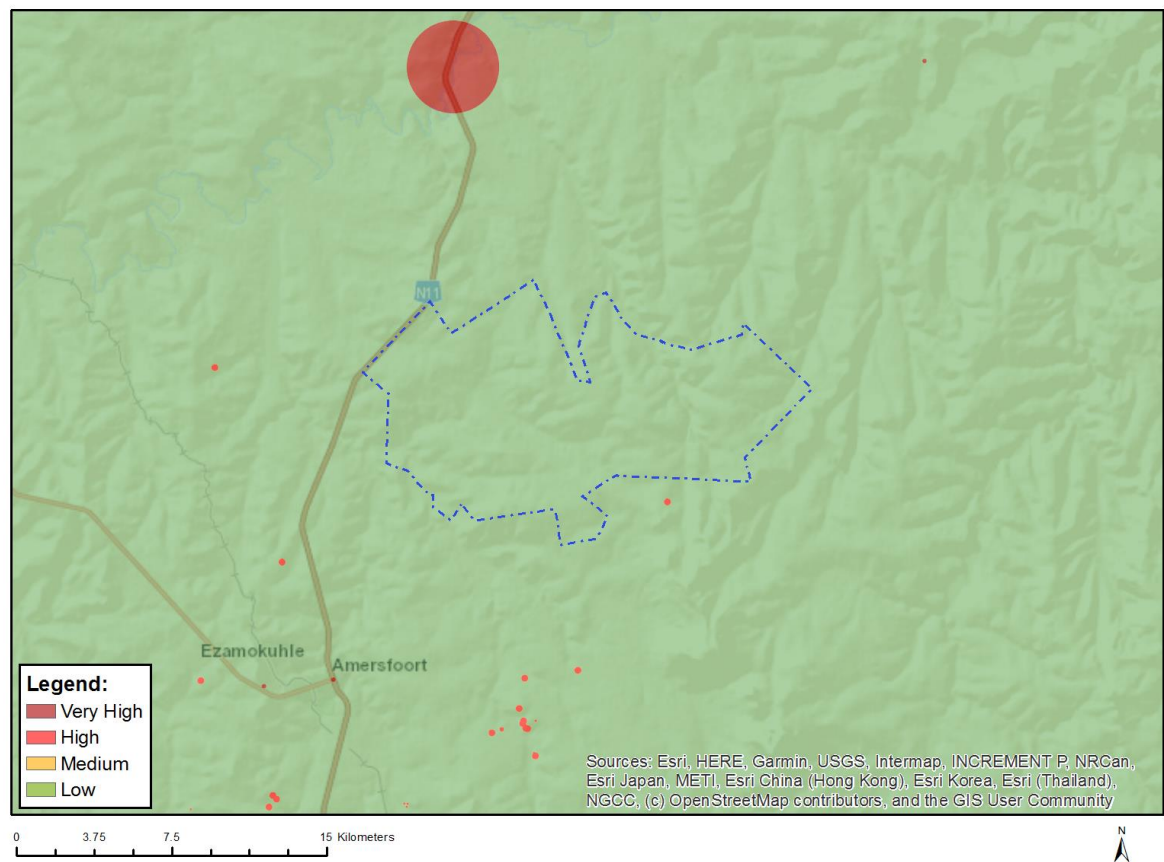 N11
Ezamokuhle
Amersfoort
Legend:
Very High
High
Medium
Low
Sources: Esri, HERE, Garmin, USGS, Intermap, INCREMENT P, NRCan,
Esri Japan, METI, Esri China (Hong Kong), Esri Korea, Esri (Thailand),
NGCC, (c) OpenStreetMap contributors, and the GIS User Community
0 3.75 7.5 15 Kilometers
N